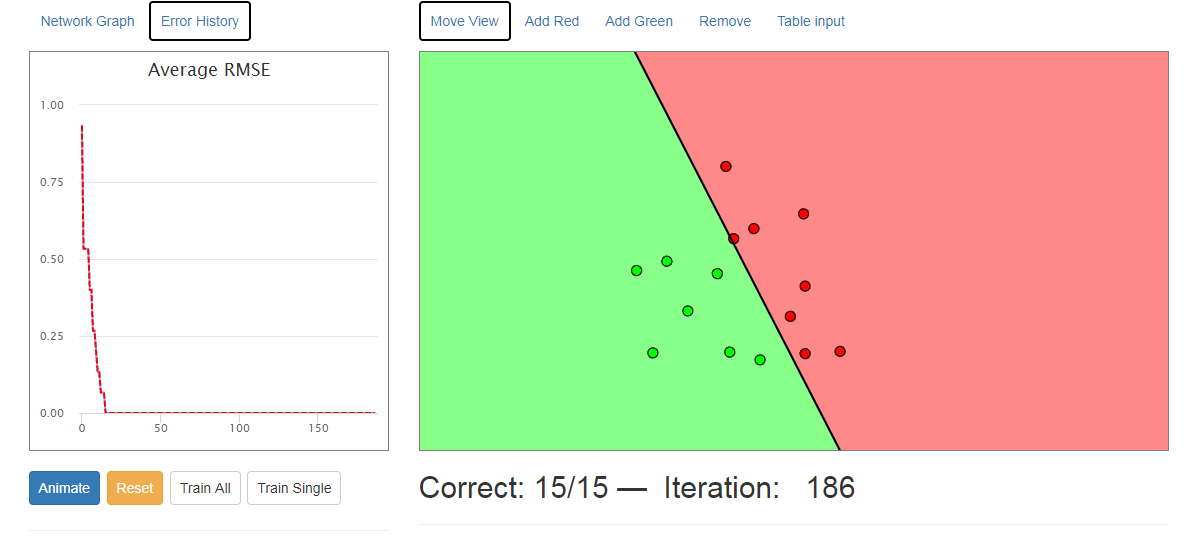 Network Graph Error History Move View Add Red Add Green Remove Table input
Average RMSE
1.00
0.75
0.50
0.25
0.00
0 50 100 150
Animate Reset Train All Train Single
Correct: 15/15 — Iteration: 186